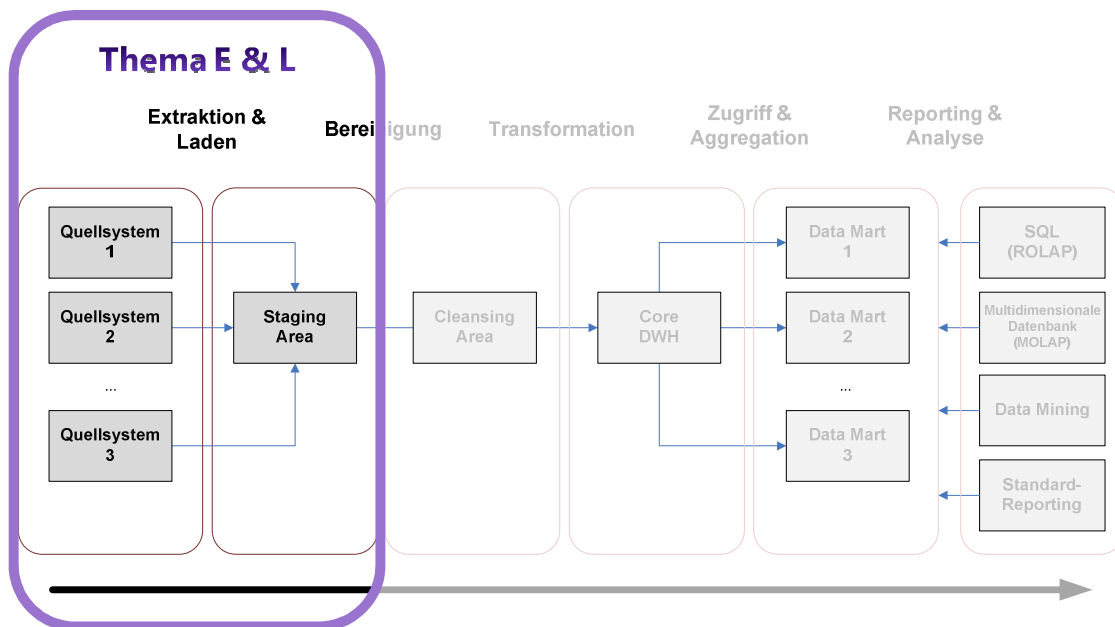 Thema E & L
Extraktion &
Laden
Bereinigung
Transformation
Zugriff &
Aggregation
Reporting &
Analyse
Quellsystem
1
Quellsystem
2
...
Quellsystem
3
Staging
Area
Cleansing
Area
Core
DWH
Data Mart
1
Data Mart
2
...
Data Mart
3
SQL
(ROLAP)
Multidimensionale
Datenbank
(MOLAP)
Data Mining
Standard-
Reporting